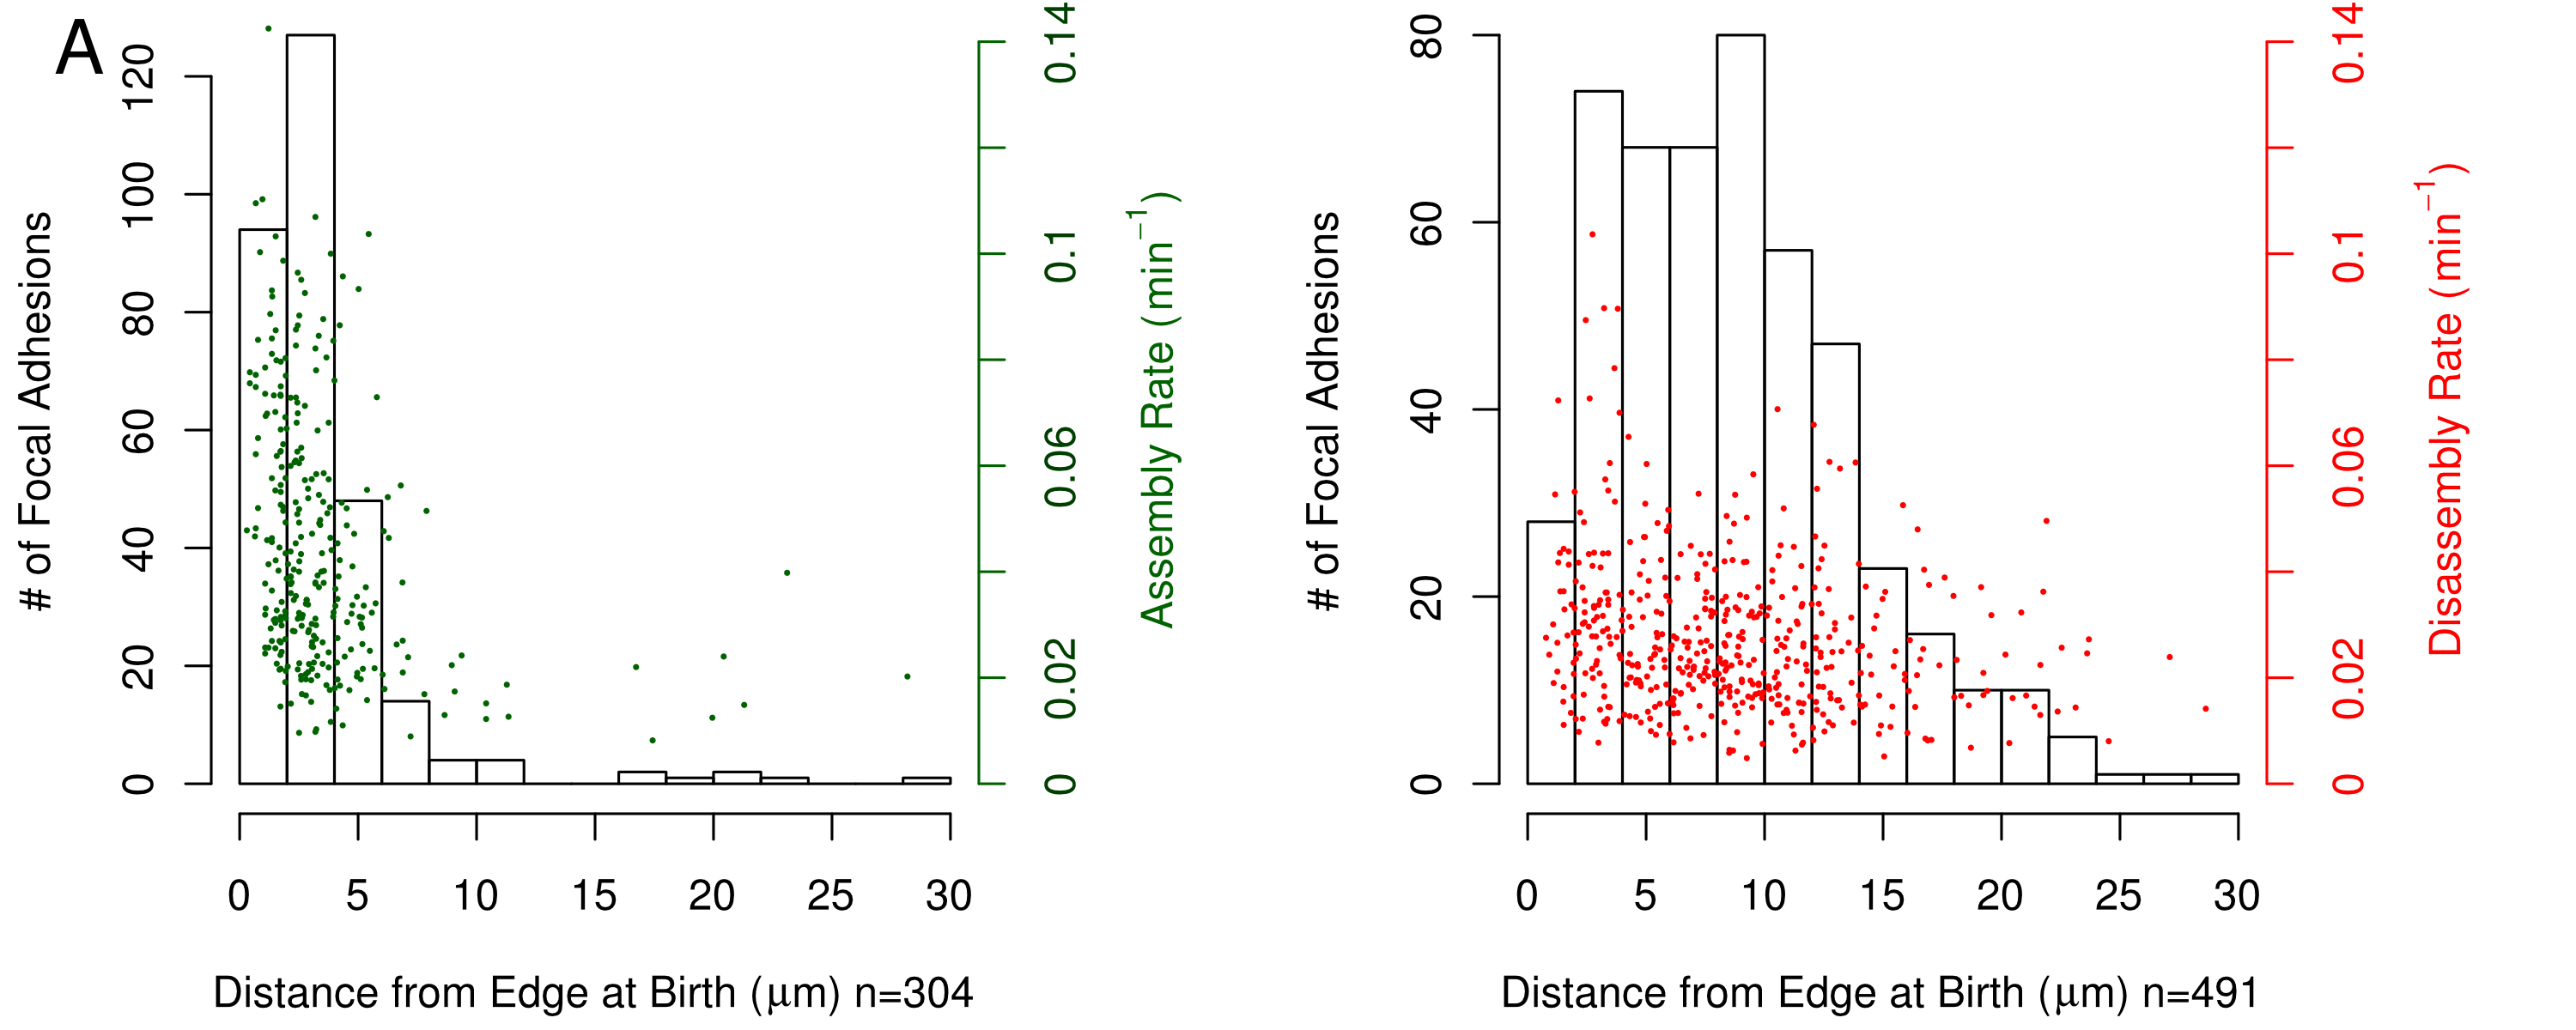 A
# of Focal Adhesions
0 20 40 60 80 100 120
0 5 10 15 20 25 30
Distance from Edge at Birth (μm) n=304
0 0.02 0.06 0.1 0.14
Assembly Rate (min⁻¹)
# of Focal Adhesions
0 20 40 60 80
0 5 10 15 20 25 30
Distance from Edge at Birth (μm) n=491
0 0.02 0.06 0.1 0.14
Disassembly Rate (min⁻¹)